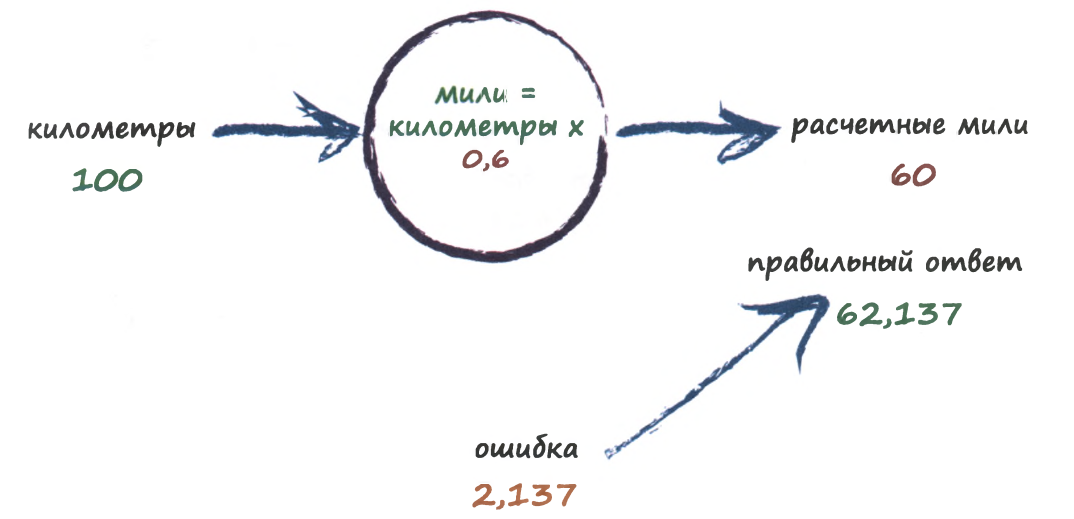 километры
100
мили =
километры х
0,6
расчетные мили
60
правильный ответ
62,137
ошибка
2,137